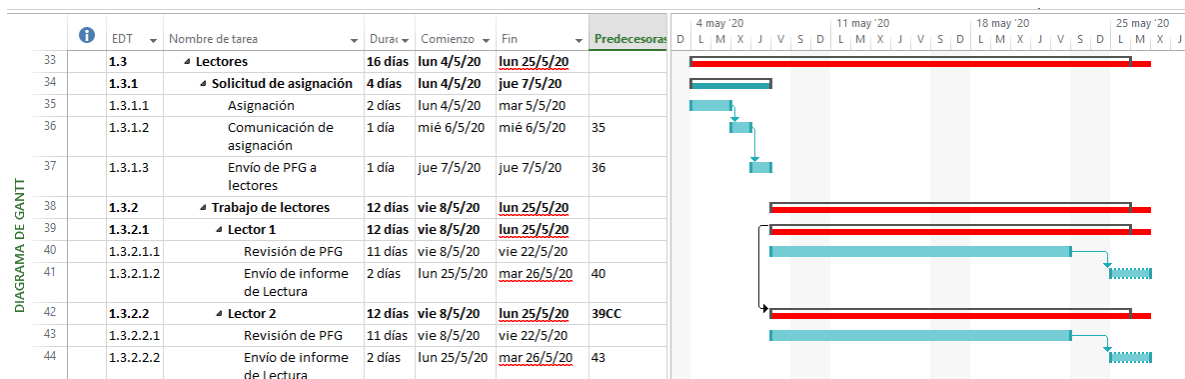 4 may '20 11 may '20 18 may '20 25 may '20
EDT Nombre de tarea Durac Comienzo Fin Predecesoras D L M X J V S D L M X J V S D L M X J V S D L M X J
33 1.3 Lectores 16 días lun 4/5/20 lun 25/5/20
34 1.3.1 Solicitud de asignación 4 días lun 4/5/20 jue 7/5/20
35 1.3.1.1 Asignación 2 días lun 4/5/20 mar 5/5/20
36 1.3.1.2 Comunicación de 1 día mié 6/5/20 mié 6/5/20 35
asignación
37 1.3.1.3 Envío de PFG a 1 día jue 7/5/20 jue 7/5/20 36
lectores
38 1.3.2 Trabajo de lectores 12 días vie 8/5/20 lun 25/5/20
39 1.3.2.1 Lector 1 12 días vie 8/5/20 lun 25/5/20
40 1.3.2.1.1 Revisión de PFG 11 días vie 8/5/20 vie 22/5/20
41 1.3.2.1.2 Envío de informe 2 días lun 25/5/20 mar 26/5/20 40
de Lectura
42 1.3.2.2 Lector 2 12 días vie 8/5/20 lun 25/5/20 39CC
43 1.3.2.2.1 Revisión de PFG 11 días vie 8/5/20 vie 22/5/20
44 1.3.2.2.2 Envío de informe 2 días lun 25/5/20 mar 26/5/20 43
de Lectura
DIAGRAMA DE GANTT